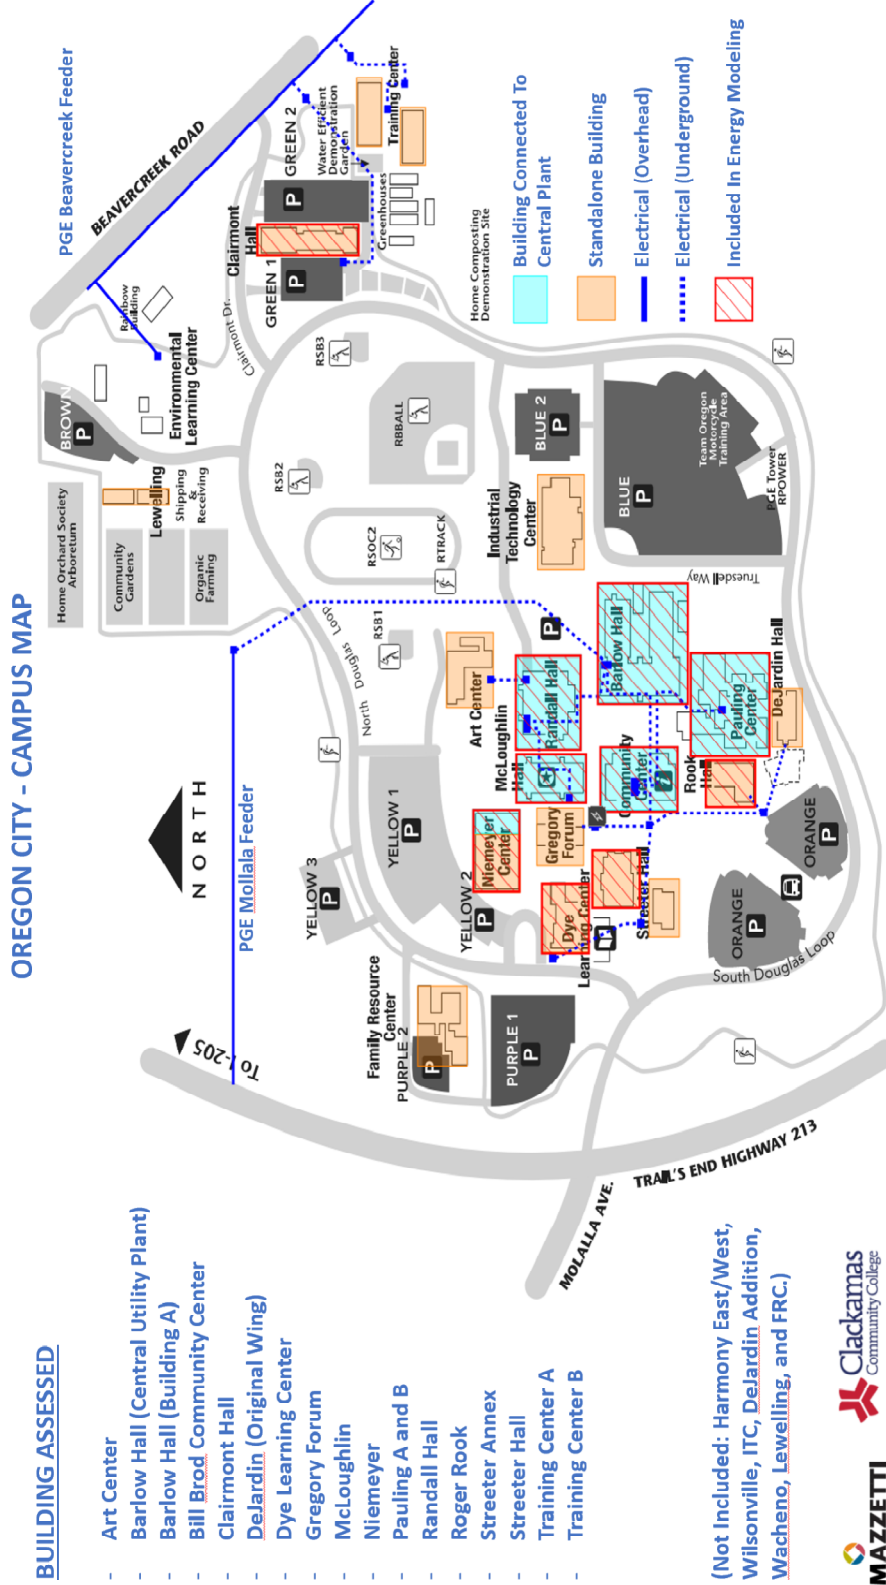 OREGON CITY - CAMPUS MAP
BUILDING ASSESSED
- Art Center
- Barlow Hall (Central Utility Plant)
- Barlow Hall (Building A)
- Bill Brod Community Center
- Clairmont Hall
- DeJardin (Original Wing)
- Dye Learning Center
- Gregory Forum
- McLoughlin
- Niemeyer
- Pauling A and B
- Randall Hall
- Roger Rook
- Streeter Annex
- Streeter Hall
- Training Center A
- Training Center B
(Not Included: Harmony East/West,
Wilsonville, ITC, DeJardin Addition,
Wacheno, Lewelling, and FRC.)
MAZZETTI
Clackamas
Community College
To I-205
NORTH
PGE Mollala Feeder
MOLALLA AVE.
TRAIL'S END HIGHWAY 213
Family Resource
Center
PURPLE 2
P
PURPLE 1
P
YELLOW 3
P
YELLOW 1
P
YELLOW 2
P
North Douglas Loop
South Douglas Loop
ORANGE
P
ORANGE
P
Niemeyer
Center
Gregory
Forum
Dye
Learning Center
Streeter Hall
McLoughlin
Hall
Community
Center
Rook
Hall
Art Center
Randall Hall
Barlow Hall
Pauling
Center
DeJardin Hall
P
Truesdell Way
Home Orchard Society
Arboretum
Community
Gardens
Organic
Farming
Lewelling
Shipping
&
Receiving
BROWN
P
Environmental
Learning Center
Rainbow
Building
Clairmont Dr.
RSB1
RSB2
RSB3
RSOC2
RTRACK
RBBALL
Industrial
Technology
Center
BLUE 2
P
BLUE
P
Team Oregon
Motorcycle
Training Area
PGE Tower
RPOWER
PGE Beavercreek Feeder
BEAVERCREEK ROAD
Clairmont
Hall
GREEN 1
P
GREEN 2
P
Water Efficient
Demonstration
Garden
Training Center
Greenhouses
Home Composting
Demonstration Site
Building Connected To
Central Plant
Standalone Building
Electrical (Overhead)
Electrical (Underground)
Included In Energy Modeling